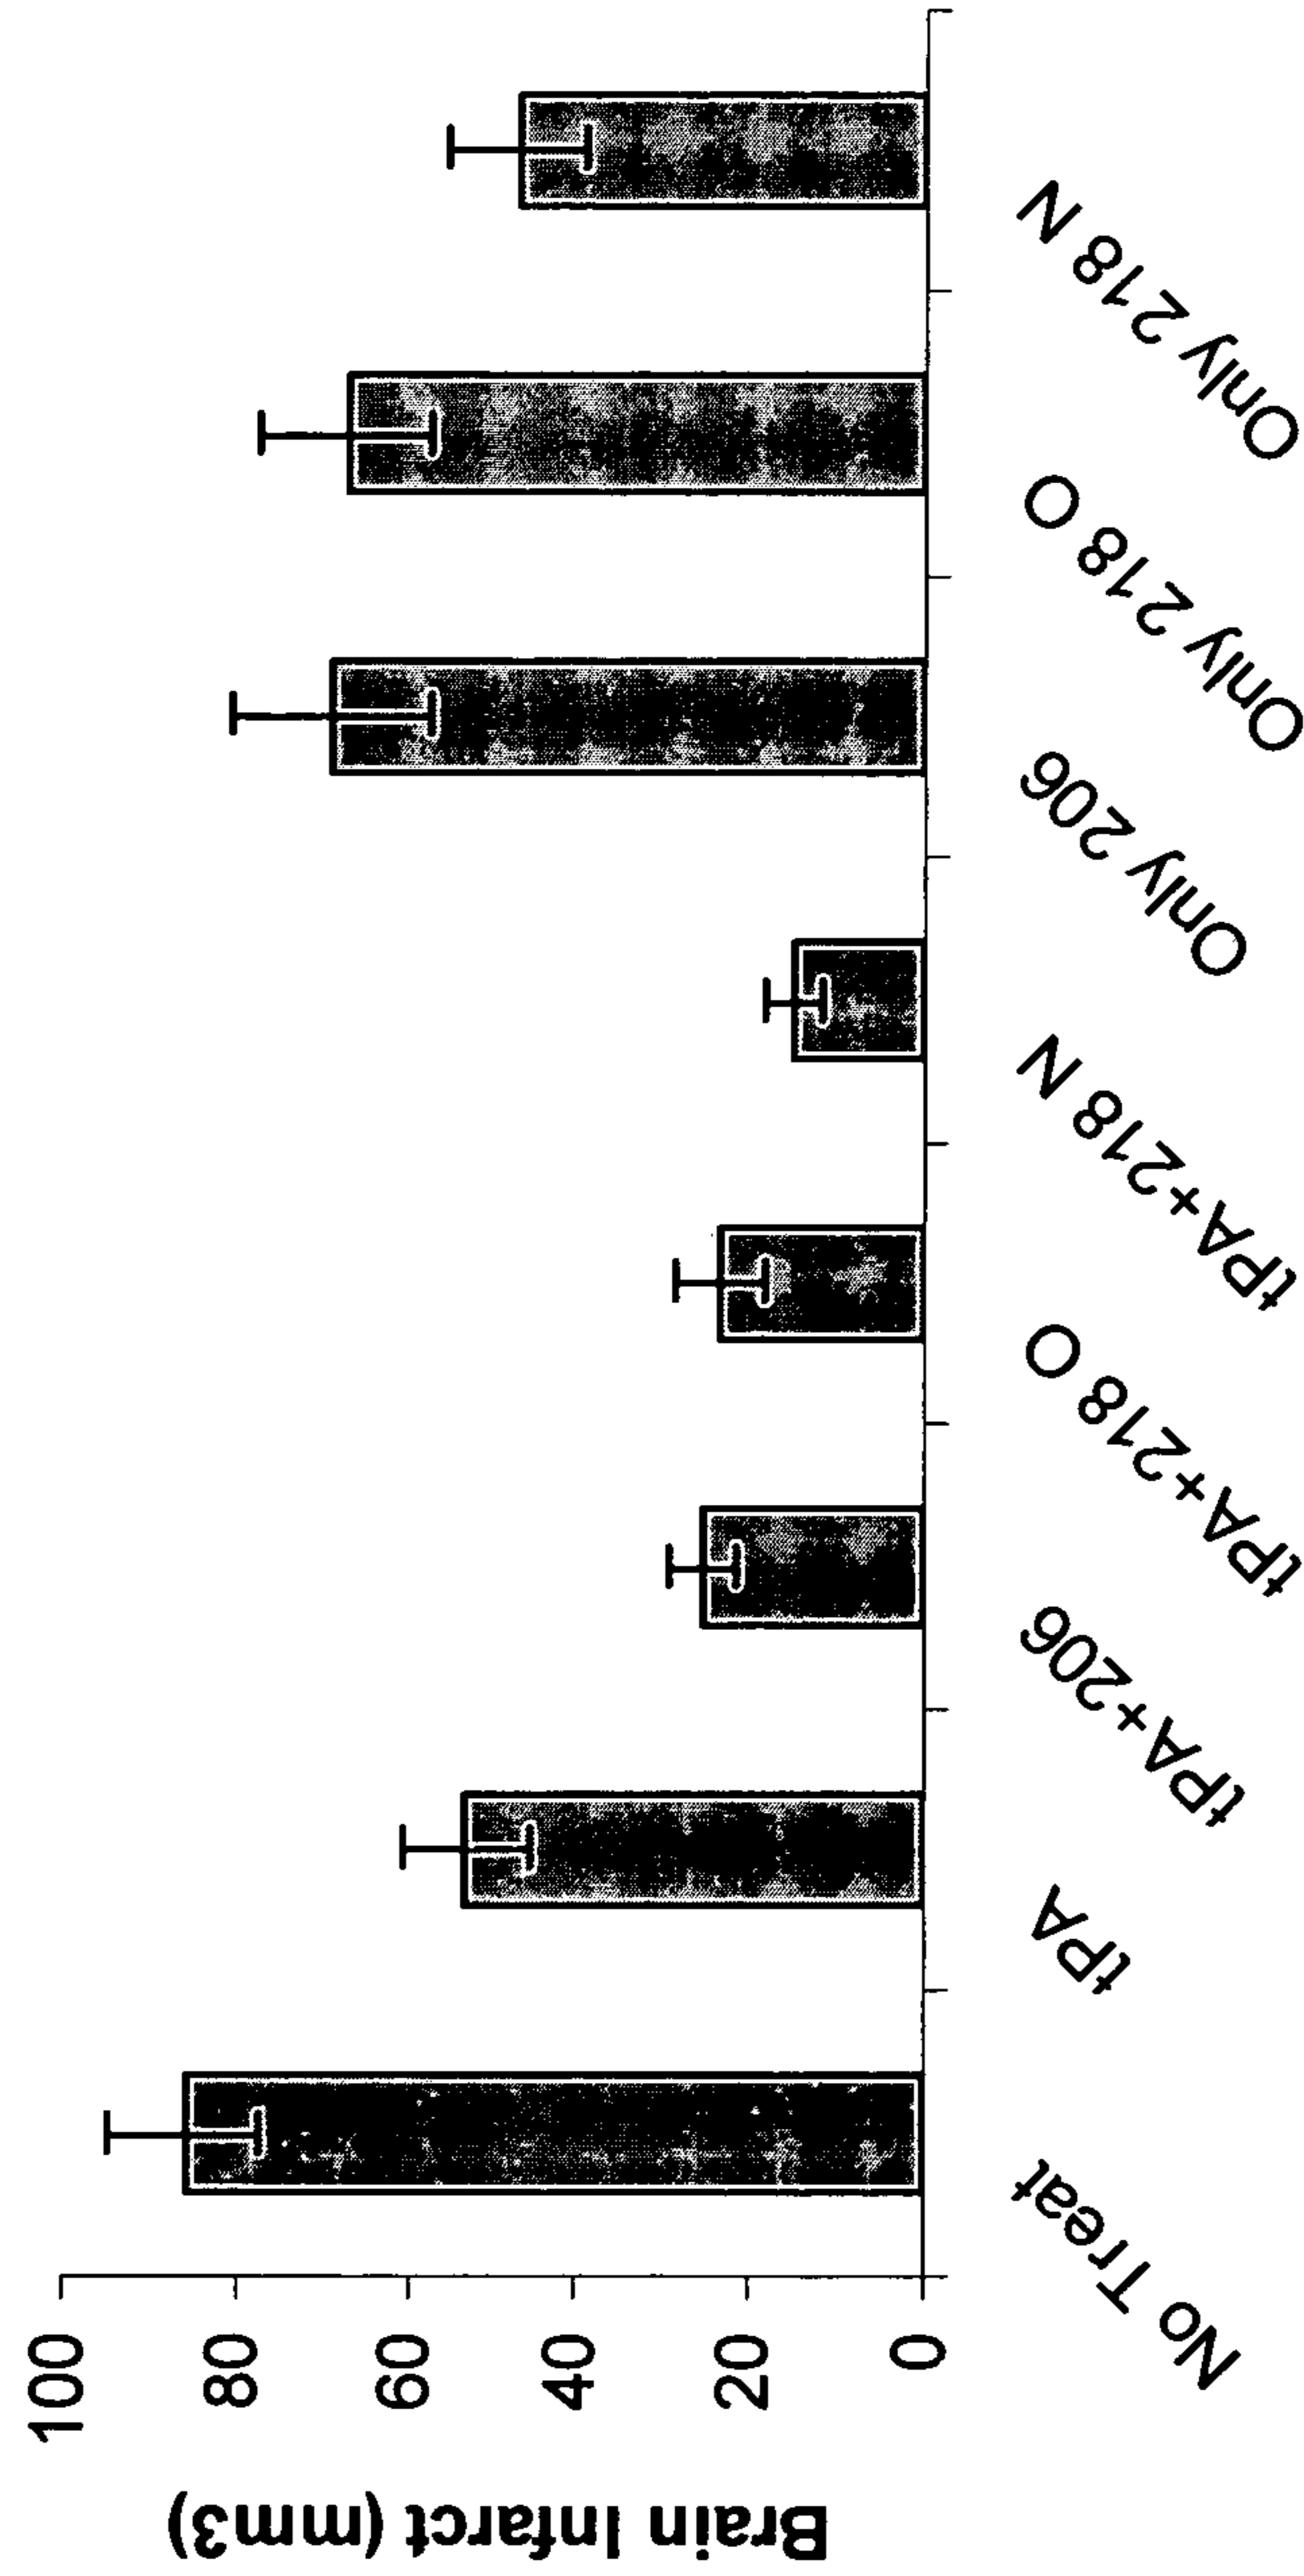 Brain Infarct (mm3)
100
80
60
40
20
0
No Treat
tPA
tPA+206
tPA+218 O
tPA+218 N
Only 206
Only 218 O
Only 218 N